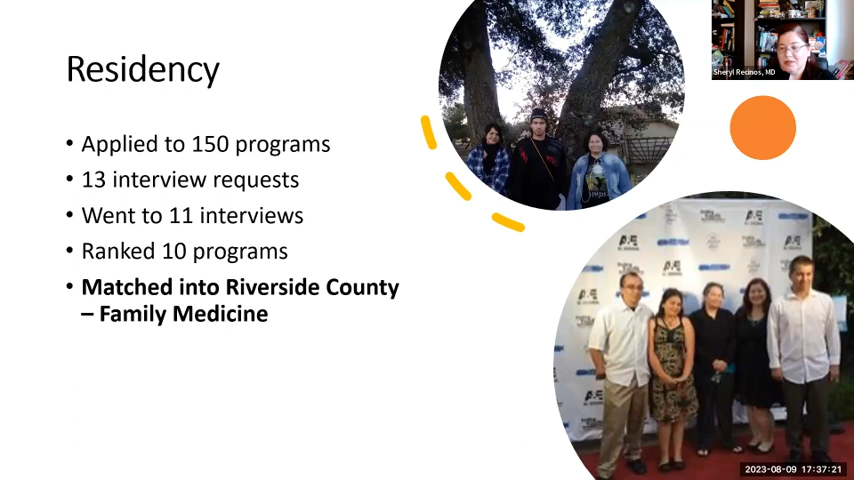 Residency
• Applied to 150 programs
• 13 interview requests
• Went to 11 interviews
• Ranked 10 programs
• Matched into Riverside County
– Family Medicine
Sheryl Recinos, MD
A&E
A&E
A&E
A&E
2023-08-09 17:37:21